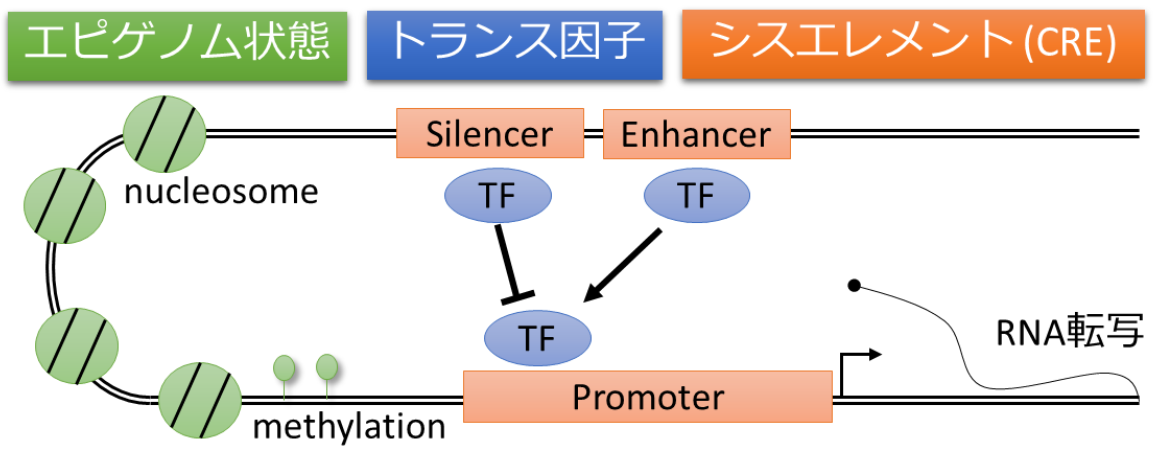 エピゲノム状態
トランス因子
シスエレメント(CRE)
Silencer
Enhancer
nucleosome
TF
TF
TF
RNA転写
Promoter
methylation